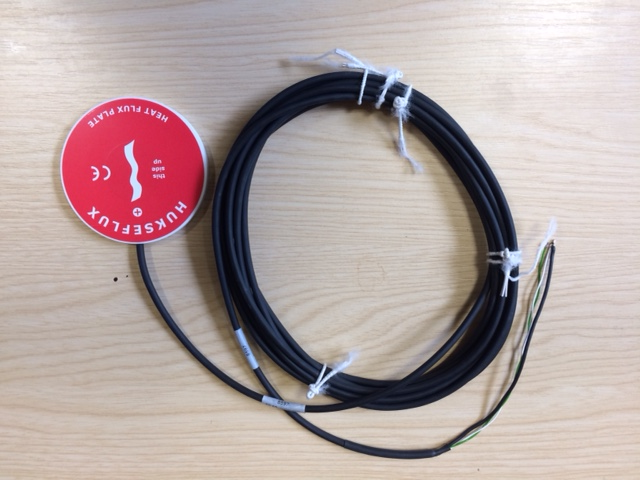 HUKSEFLUX
+
this
side
up
CE
HEAT FLUX PLATE